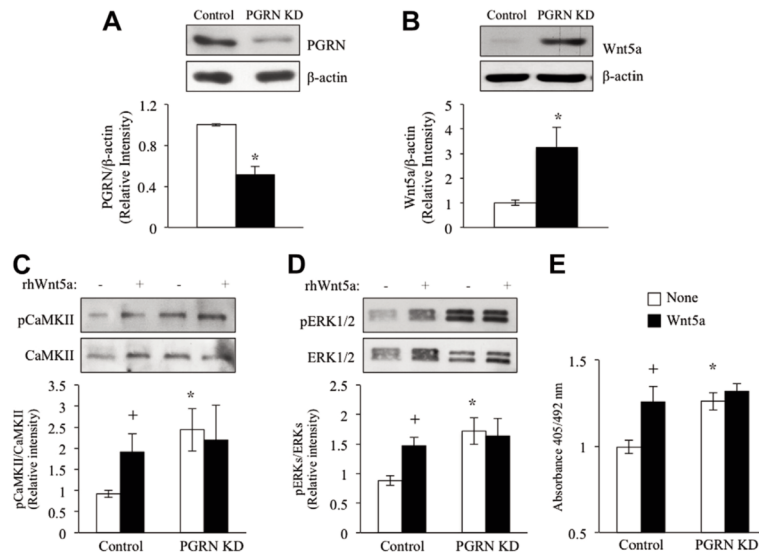 A
Control PGRN KD
PGRN
β-actin
1.2
0.8
0.4
0
PGRN/β-actin
(Relative Intensity)
*
B
Control PGRN KD
Wnt5a
β-actin
5
4
3
2
1
0
Wnt5a/β-actin
(Relative Intensity)
*
C
rhWnt5a: - + - +
pCaMKII
CaMKII
3.5
3
2.5
2
1.5
1
0.5
0
pCaMKII/CaMKII
(Relative intensity)
+
*
Control PGRN KD
D
rhWnt5a: - + - +
pERK1/2
ERK1/2
2.5
2
1.5
1
0.5
0
pERKs/ERKs
(Relative intensity)
+
*
Control PGRN KD
E
None
Wnt5a
1.5
1
0.5
Absorbance 405/492 nm
+
*
Control PGRN KD